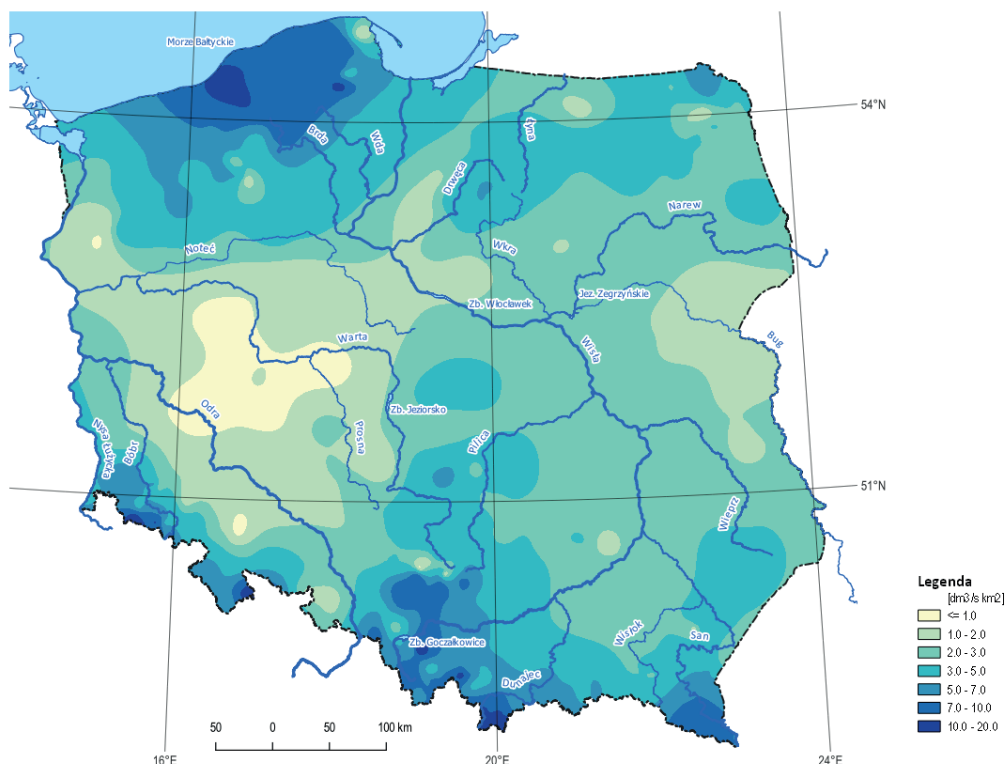 Morze Bałtyckie
54°N
Brda
Wda
Łyna
Drwęca
Narew
Noteć
Wkra
Zb. Włocławek
Jez. Zegrzyńskie
Bug
Warta
Wisła
Odra
Zb. Jeziorsko
Prosna
Pilica
Nysa Łużycka
Bóbr
51°N
Wieprz
Wisłok
San
Zb. Goczałkowice
Dunajec
Legenda
[dm3/s km2]
<= 1.0
1.0 - 2.0
2.0 - 3.0
3.0 - 5.0
5.0 - 7.0
7.0 - 10.0
10.0 - 20.0
50 0 50 100 km
16°E 20°E 24°E